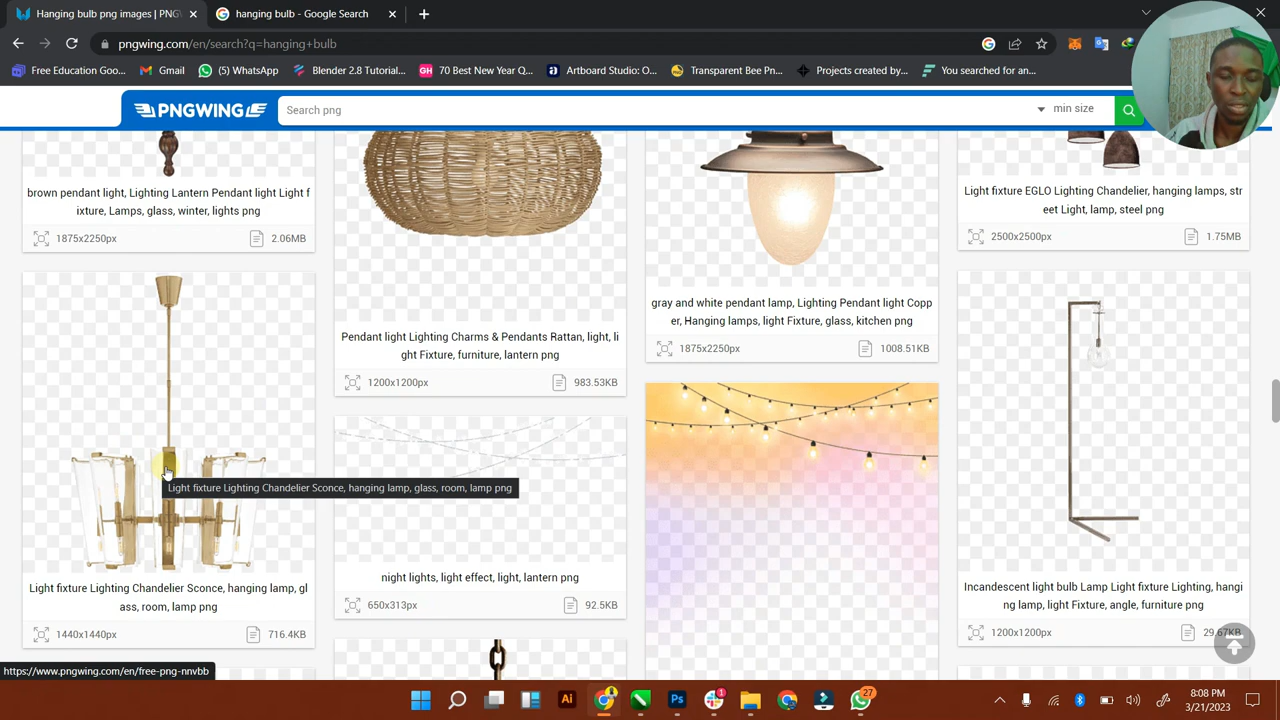 Hanging bulb png images | PN
hanging bulb - Google Search
pngwing.com/en/search?q=hanging+bulb
Free Education Goo...
Gmail
(5) WhatsApp
Blender 2.8 Tutorial...
GH 70 Best New Year Q...
Artboard Studio: O...
Transparent Bee Pn...
Projects created by...
You searched for an...
PNGWING
Search png
min size
brown pendant light, Lighting Lantern Pendant light Light f
ixture, Lamps, glass, winter, lights png
1875x2250px
2.06MB
Light fixture EGLO Lighting Chandelier, hanging lamps, str
eet Light, lamp, steel png
2500x2500px
1.75MB
gray and white pendant lamp, Lighting Pendant light Copp
er, Hanging lamps, light Fixture, glass, kitchen png
1875x2250px
1008.51KB
Pendant light Lighting Charms & Pendants Rattan, light, li
ght Fixture, furniture, lantern png
1200x1200px
983.53KB
Light fixture Lighting Chandelier Sconce, hanging lamp, glass, room, lamp png
night lights, light effect, light, lantern png
650x313px
92.5KB
Light fixture Lighting Chandelier Sconce, hanging lamp, gl
ass, room, lamp png
1440x1440px
716.4KB
Incandescent light bulb Lamp Light fixture Lighting, hangi
ng lamp, light Fixture, angle, furniture png
1200x1200px
29.67KB
https://www.pngwing.com/en/free-png-nnvbb
Ai
Ps
1
27
8:08 PM
3/21/2023